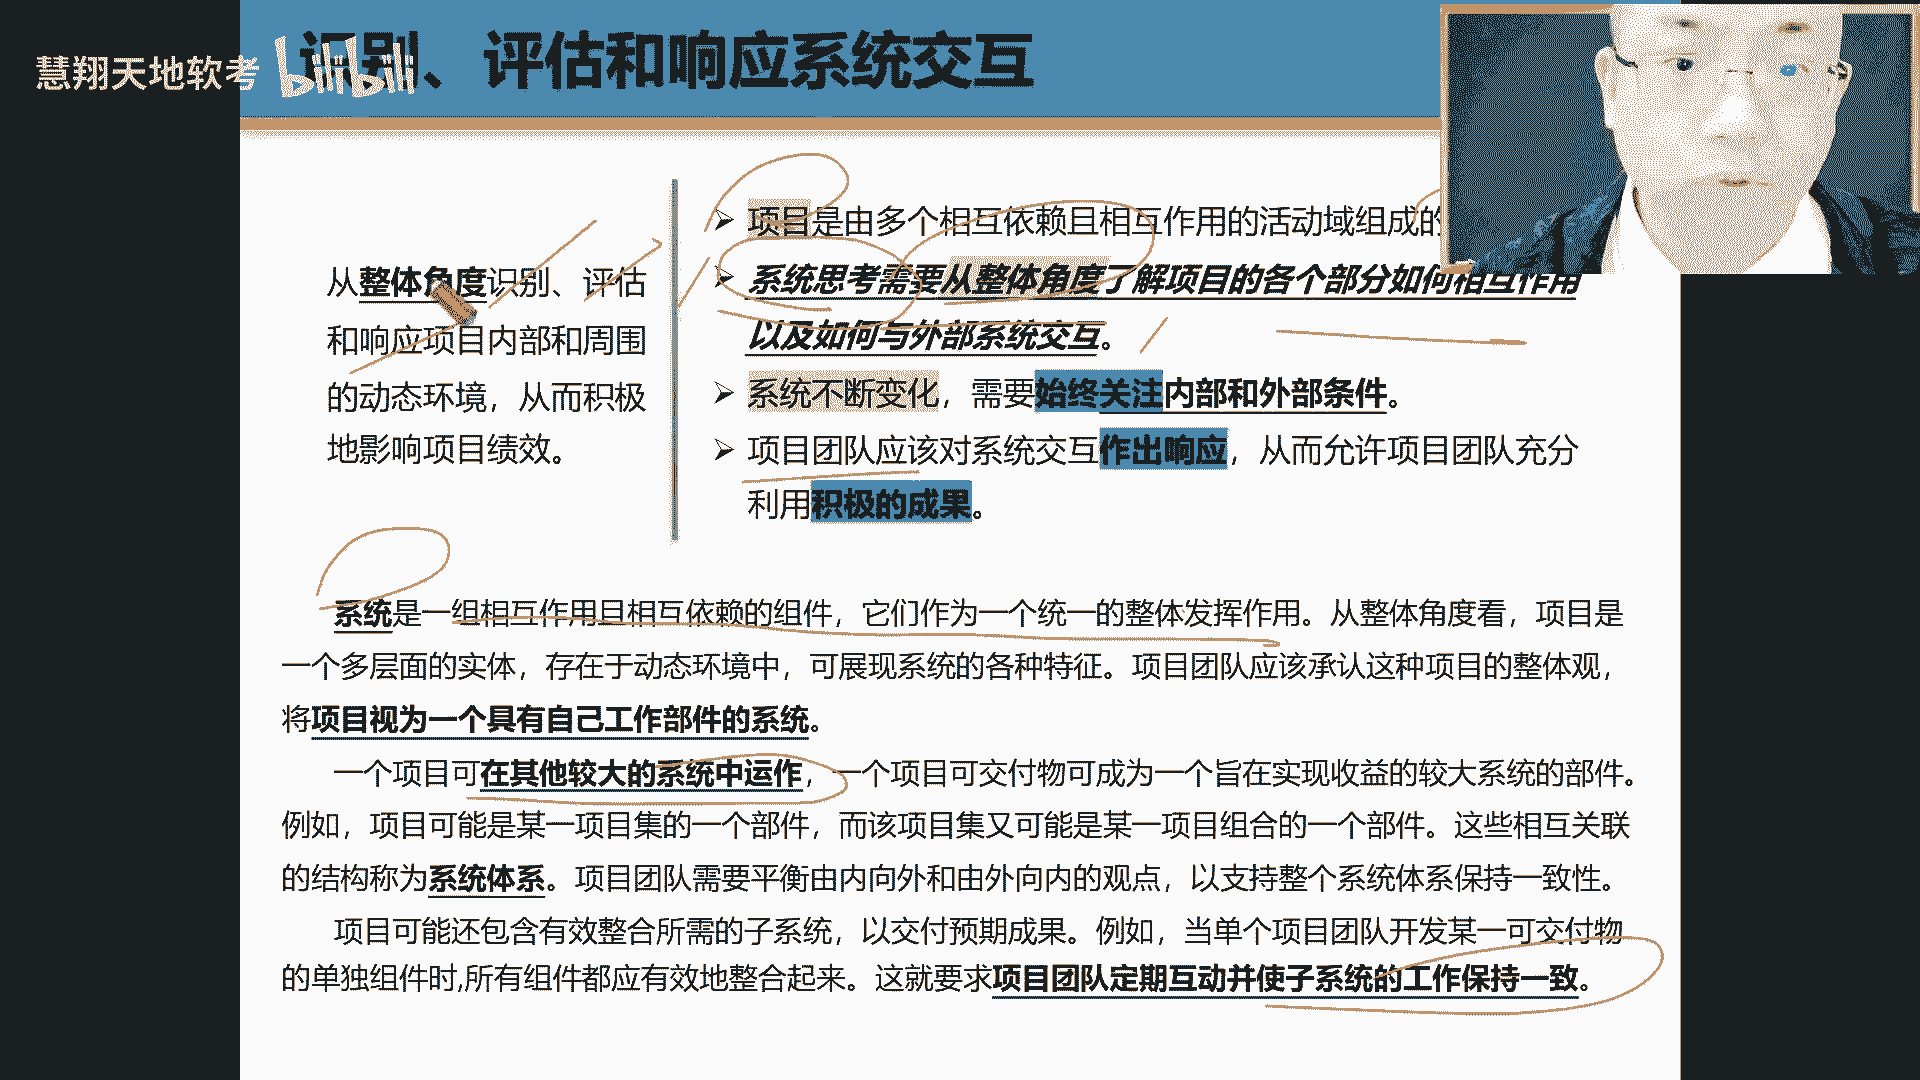 慧翔天地软考
bilibili
识别、评估和响应系统交互
从整体角度识别、评估
和响应项目内部和周围
的动态环境，从而积极
地影响项目绩效。
项目是由多个相互依赖且相互作用的活动域组成的
系统思考需要从整体角度了解项目的各个部分如何相互作用
以及如何与外部系统交互。
系统不断变化，需要始终关注内部和外部条件。
项目团队应该对系统交互作出响应，从而允许项目团队充分
利用积极的成果。
系统是一组相互作用且相互依赖的组件，它们作为一个统一的整体发挥作用。从整体角度看，项目是
一个多层面的实体，存在于动态环境中，可展现系统的各种特征。项目团队应该承认这种项目的整体观，
将项目视为一个具有自己工作部件的系统。
一个项目可在其他较大的系统中运作，一个项目可交付物可成为一个旨在实现收益的较大系统的部件。
例如，项目可能是某一项目集的一个部件，而该项目集又可能是某一项目组合的一个部件。这些相互关联
的结构称为系统体系。项目团队需要平衡由内向外和由外向内的观点，以支持整个系统体系保持一致性。
项目可能还包含有效整合所需的子系统，以交付预期成果。例如，当单个项目团队开发某一可交付物
的单独组件时,所有组件都应有效地整合起来。这就要求项目团队定期互动并使子系统的工作保持一致。